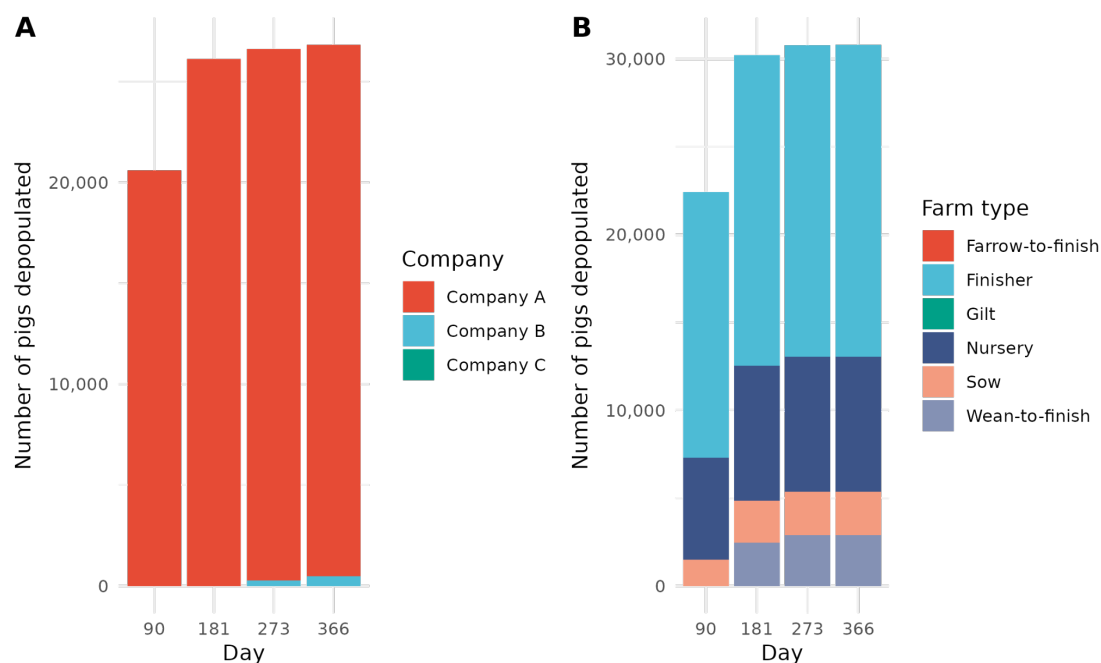 A
Number of pigs depopulated
20,000
10,000
0
90 181 273 366
Day
Company
Company A
Company B
Company C
B
Number of pigs depopulated
30,000
20,000
10,000
0
90 181 273 366
Day
Farm type
Farrow-to-finish
Finisher
Gilt
Nursery
Sow
Wean-to-finish